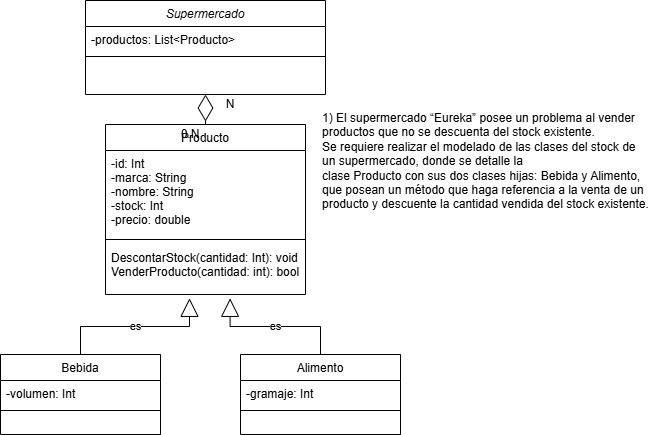 Supermercado
-productos: List<Producto>
N
0.N
Producto
-id: Int
-marca: String
-nombre: String
-stock: Int
-precio: double
DescontarStock(cantidad: Int): void
VenderProducto(cantidad: int): bool
1) El supermercado “Eureka” posee un problema al vender
productos que no se descuenta del stock existente.
Se requiere realizar el modelado de las clases del stock de
un supermercado, donde se detalle la
clase Producto con sus dos clases hijas: Bebida y Alimento,
que posean un método que haga referencia a la venta de un
producto y descuente la cantidad vendida del stock existente.
es
es
Bebida
-volumen: Int
Alimento
-gramaje: Int